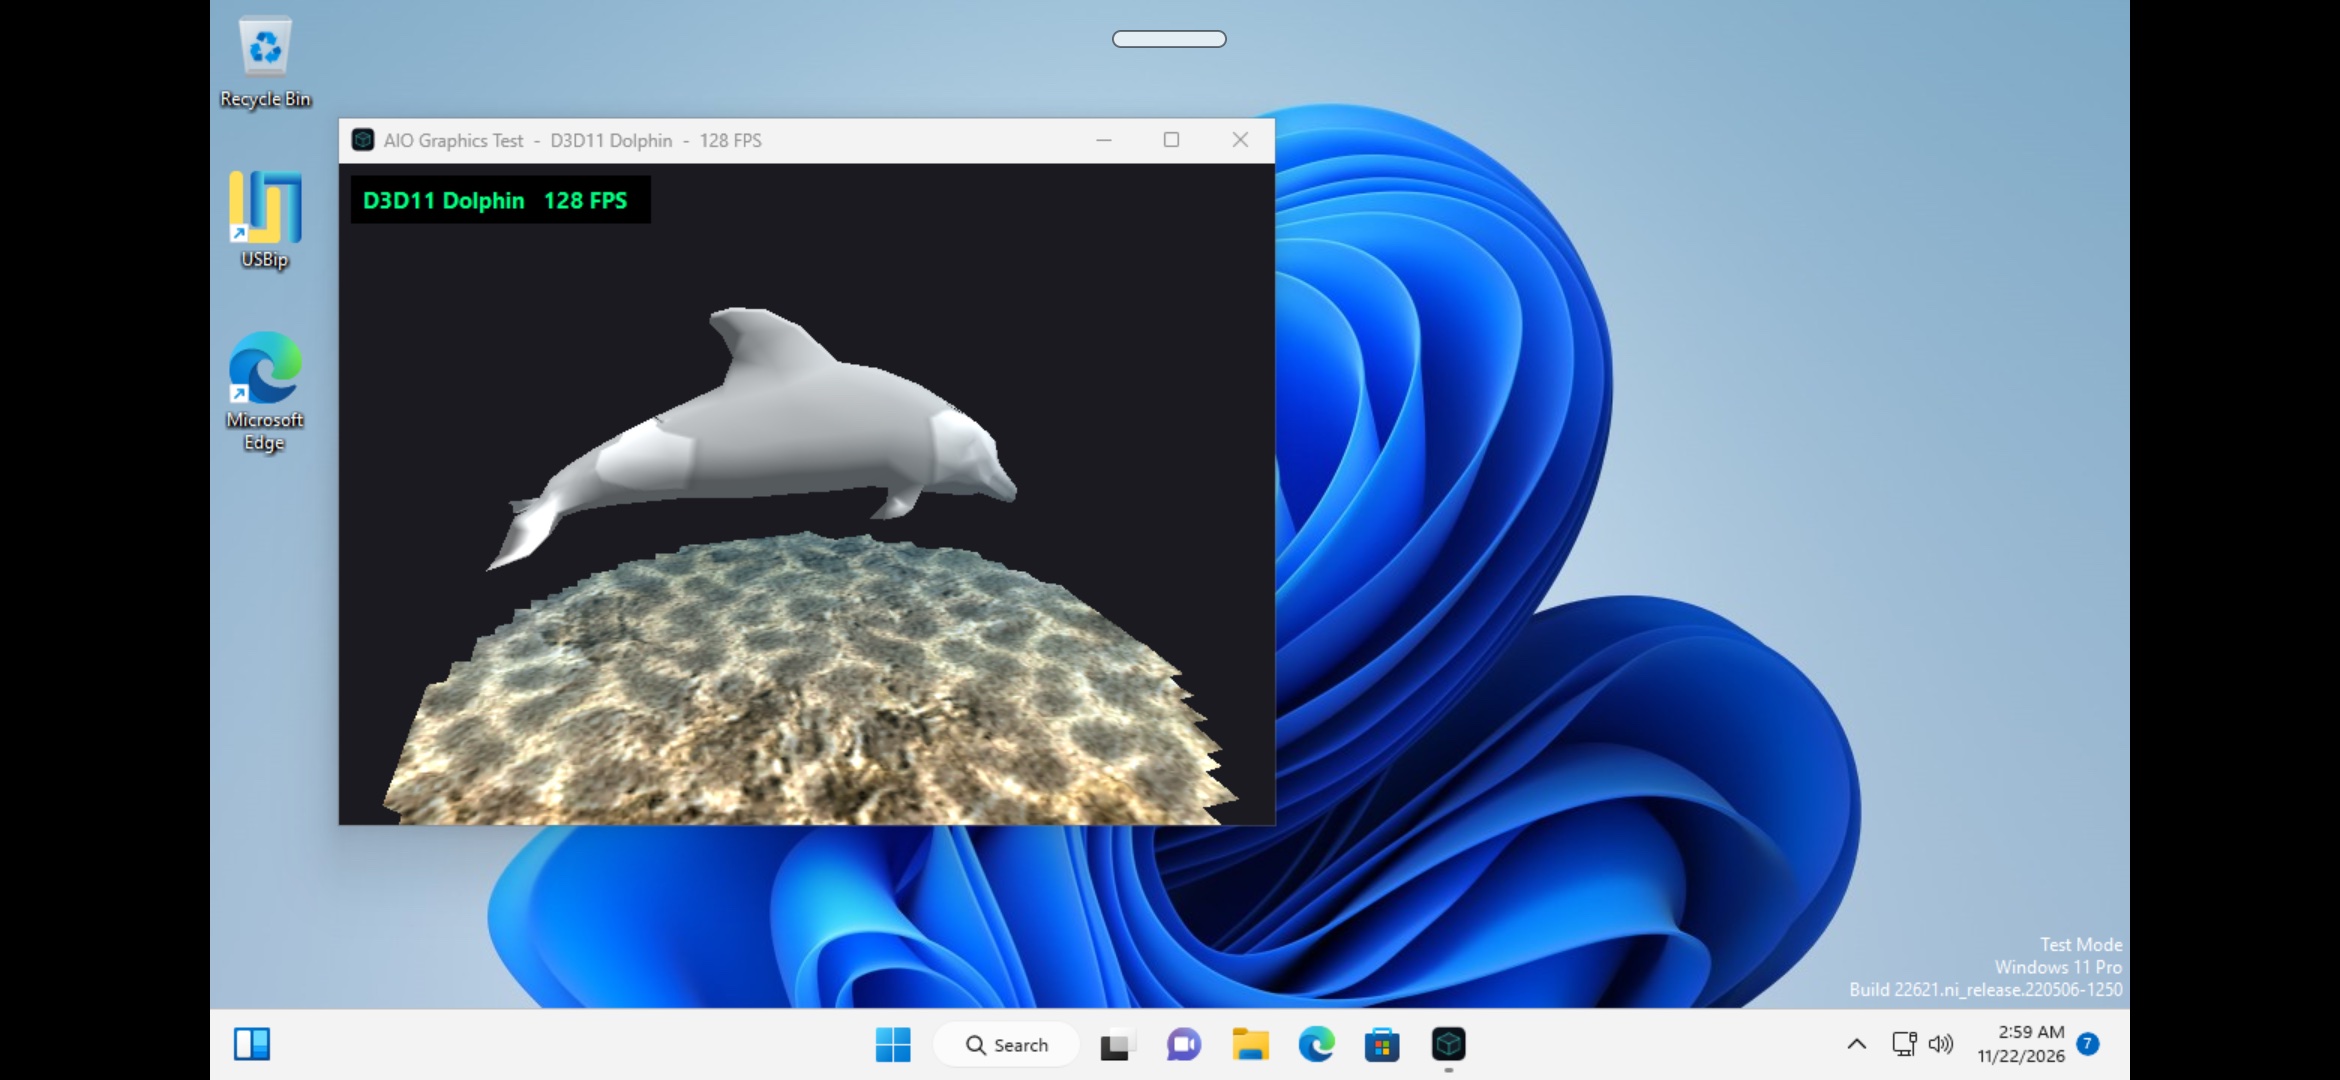 Recycle Bin
USBip
Microsoft
Edge
AIO Graphics Test - D3D11 Dolphin - 128 FPS
D3D11 Dolphin 128 FPS
Test Mode
Windows 11 Pro
Build 22621.ni_release.220506-1250
Search
2:59 AM
11/22/2026
7